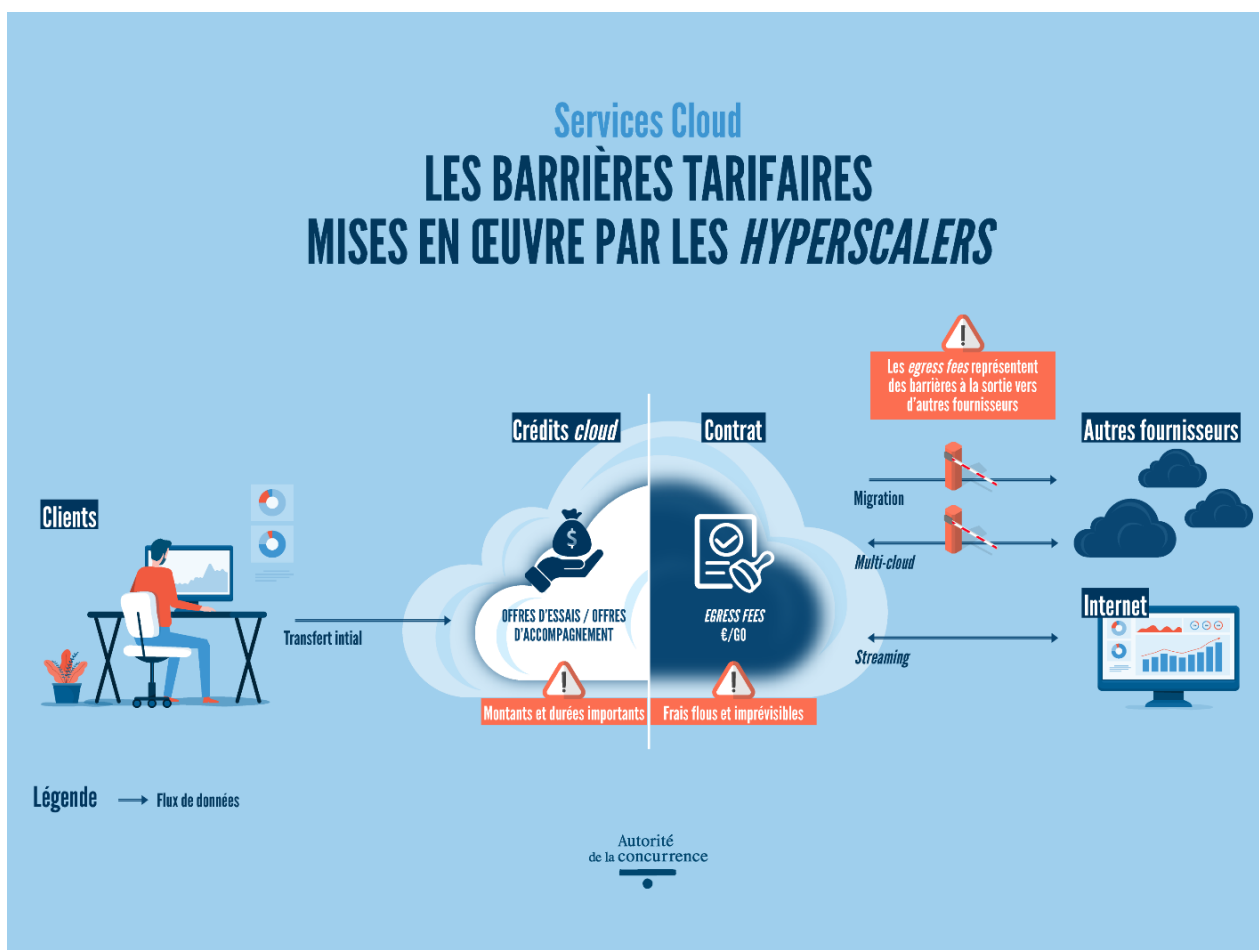 Services Cloud
LES BARRIÈRES TARIFAIRES
MISES EN ŒUVRE PAR LES HYPERSCALERS
Les egress fees représentent
des barrières à la sortie vers
d'autres fournisseurs
Clients
Transfert intial
Crédits cloud
$
OFFRES D'ESSAIS / OFFRES
D'ACCOMPAGNEMENT
!
Montants et durées importants
Contrat
EGRESS FEES
€/GO
!
Frais flous et imprévisibles
!
Migration
Multi-cloud
Streaming
Autres fournisseurs
Internet
Légende
Flux de données
Autorité
de la concurrence